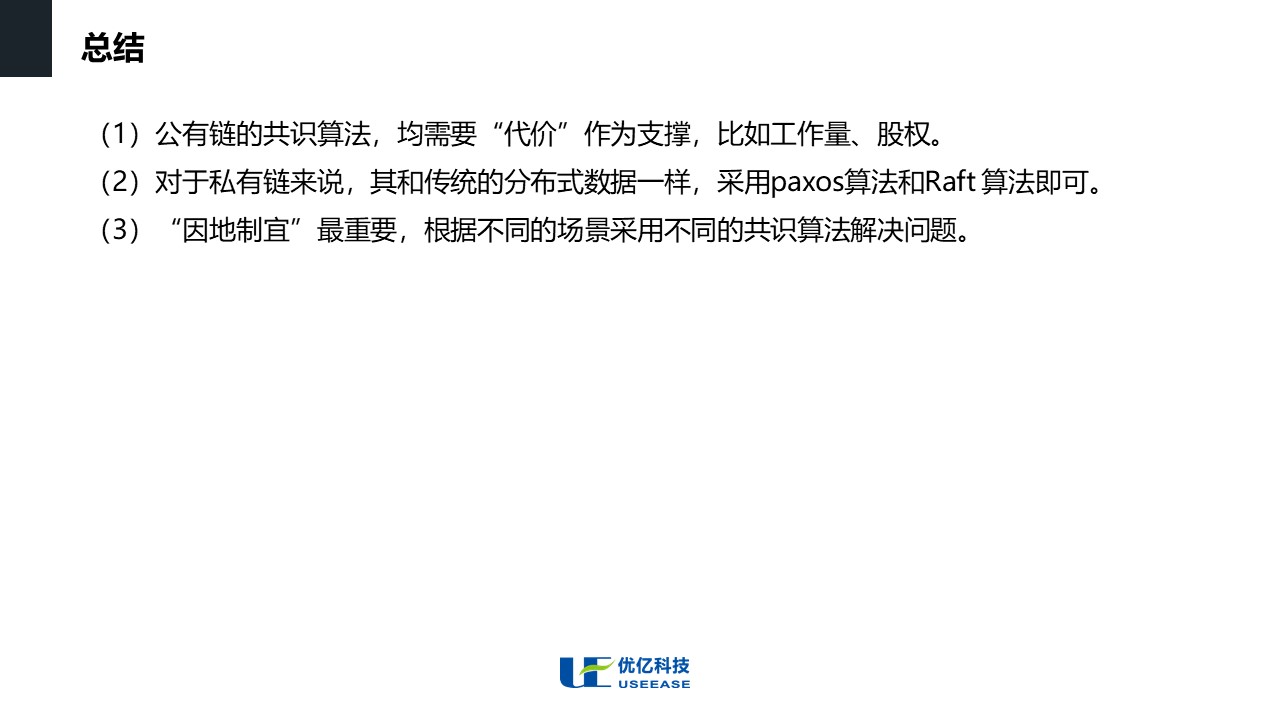 总结
（1）公有链的共识算法，均需要“代价”作为支撑，比如工作量、股权。
（2）对于私有链来说，其和传统的分布式数据一样，采用paxos算法和Raft 算法即可。
（3）“因地制宜”最重要，根据不同的场景采用不同的共识算法解决问题。
UE 优亿科技
USEEASE